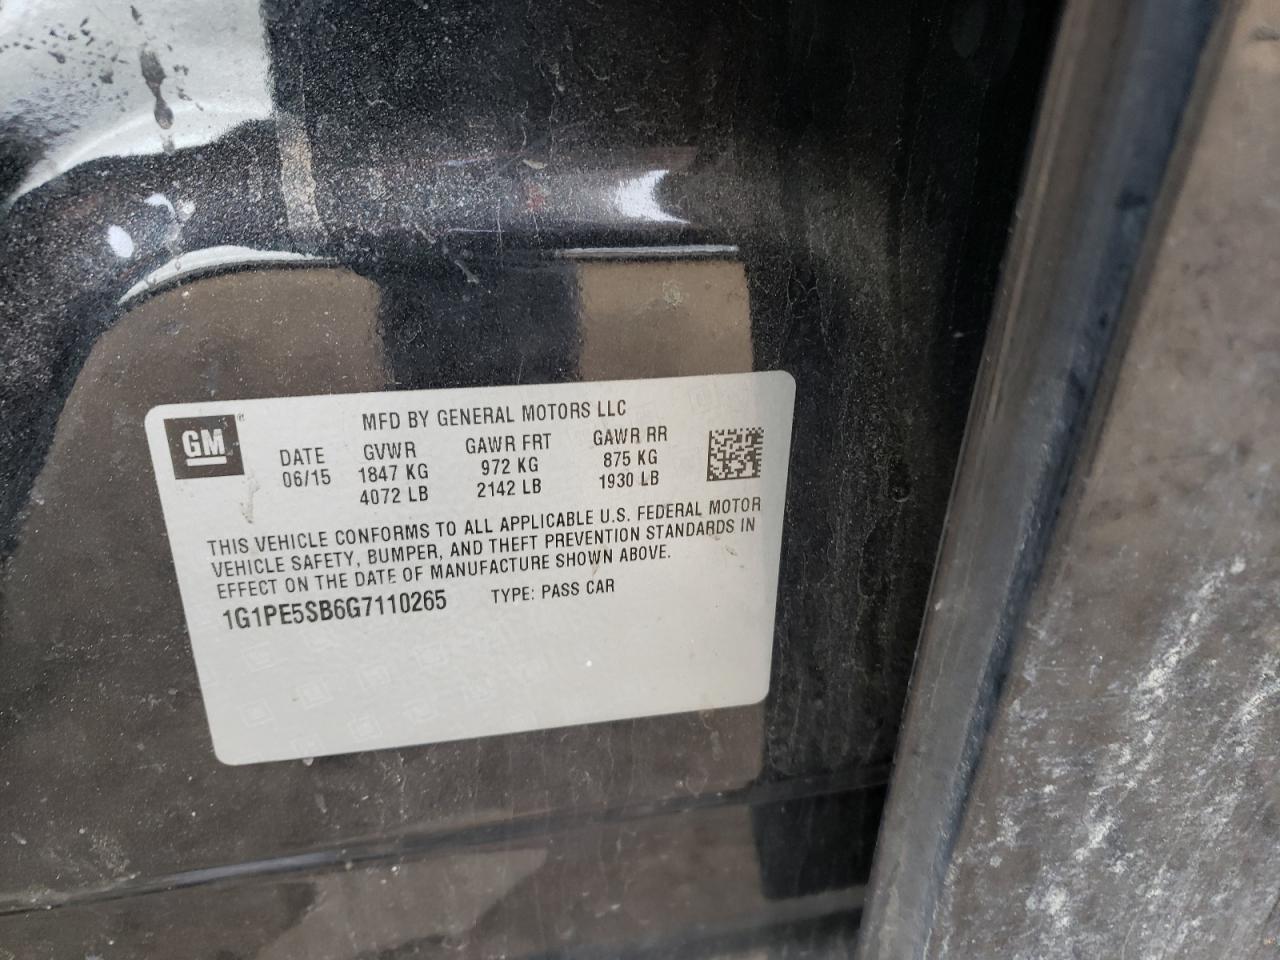 GM ®
MFD BY GENERAL MOTORS LLC
DATE GVWR GAWR FRT GAWR RR
06/15 1847 KG 972 KG 875 KG
4072 LB 2142 LB 1930 LB
THIS VEHICLE CONFORMS TO ALL APPLICABLE U.S. FEDERAL MOTOR
VEHICLE SAFETY, BUMPER, AND THEFT PREVENTION STANDARDS IN
EFFECT ON THE DATE OF MANUFACTURE SHOWN ABOVE.
1G1PE5SB6G7110265 TYPE: PASS CAR